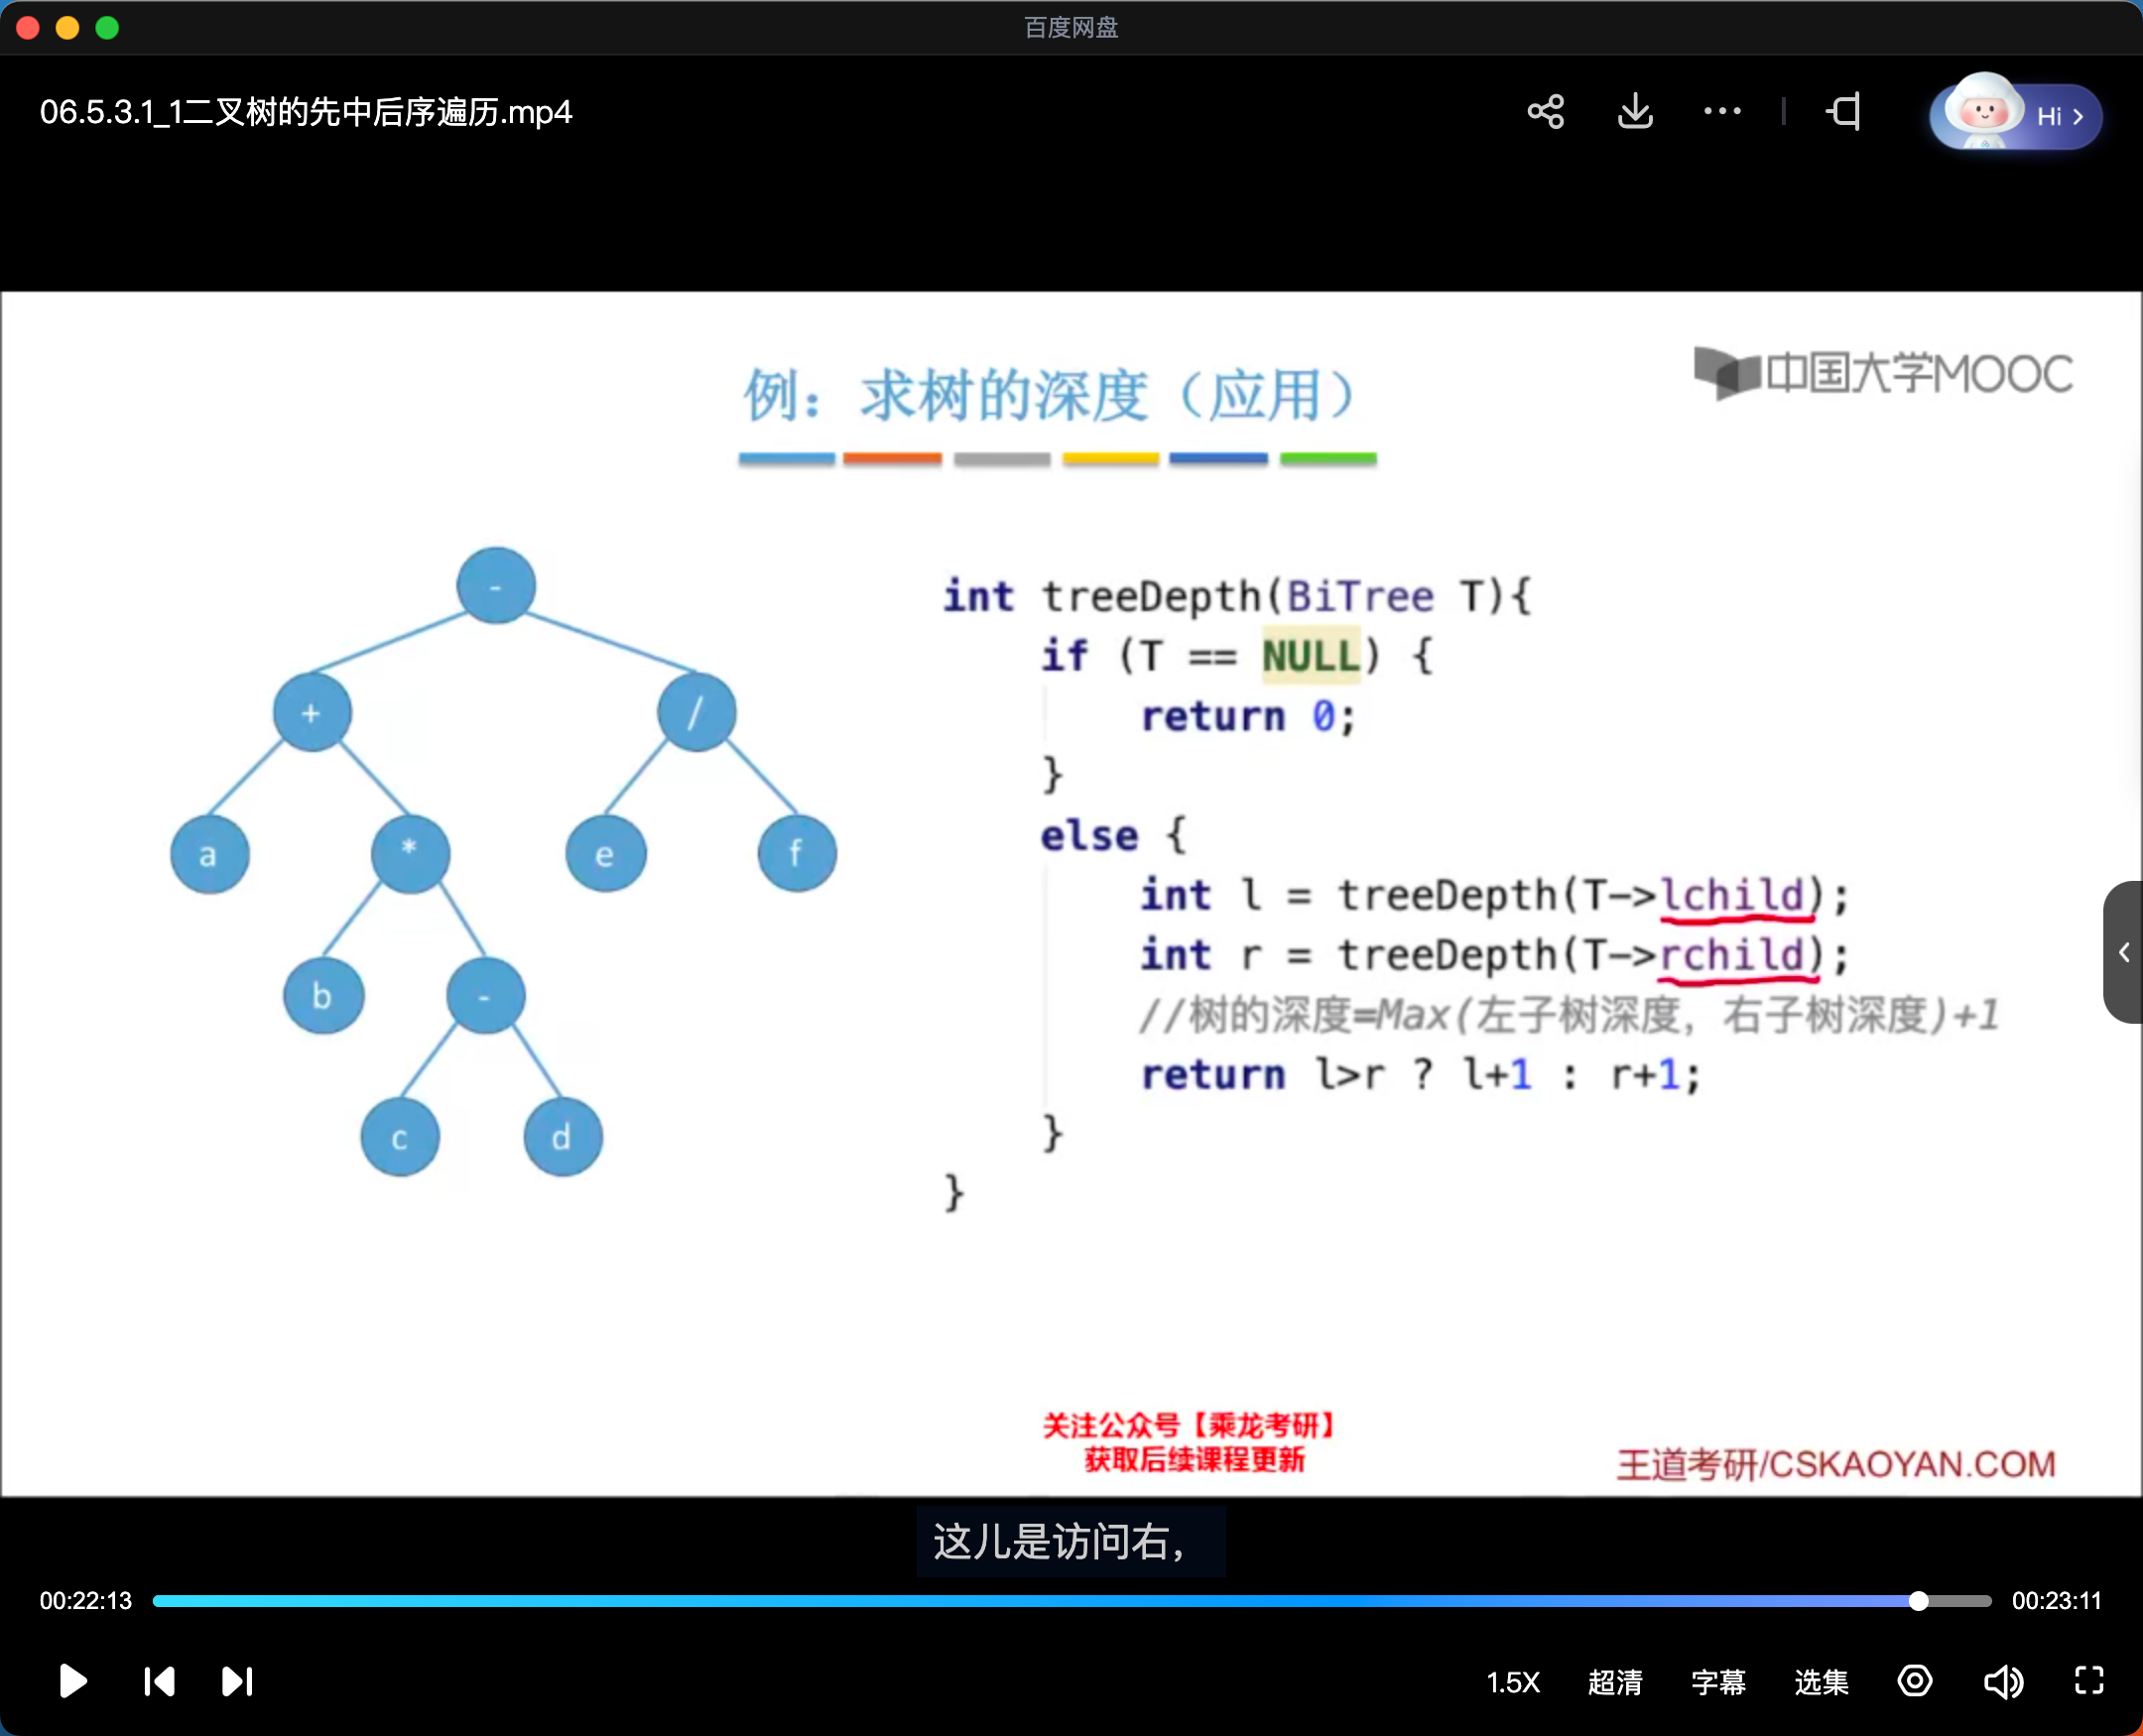 百度网盘
06.5.3.1_1二叉树的先中后序遍历.mp4
Hi >
例：求树的深度（应用）
中国大学MOOC
-
+
/
a
*
e
f
b
-
c
d
int treeDepth(BiTree T){
if (T == NULL) {
return 0;
}
else {
int l = treeDepth(T->lchild);
int r = treeDepth(T->rchild);
//树的深度=Max(左子树深度，右子树深度)+1
return l>r ? l+1 : r+1;
}
}
关注公众号【乘龙考研】
获取后续课程更新
王道考研/CSKAOYAN.COM
这儿是访问右，
00:22:13
00:23:11
1.5X
超清
字幕
选集